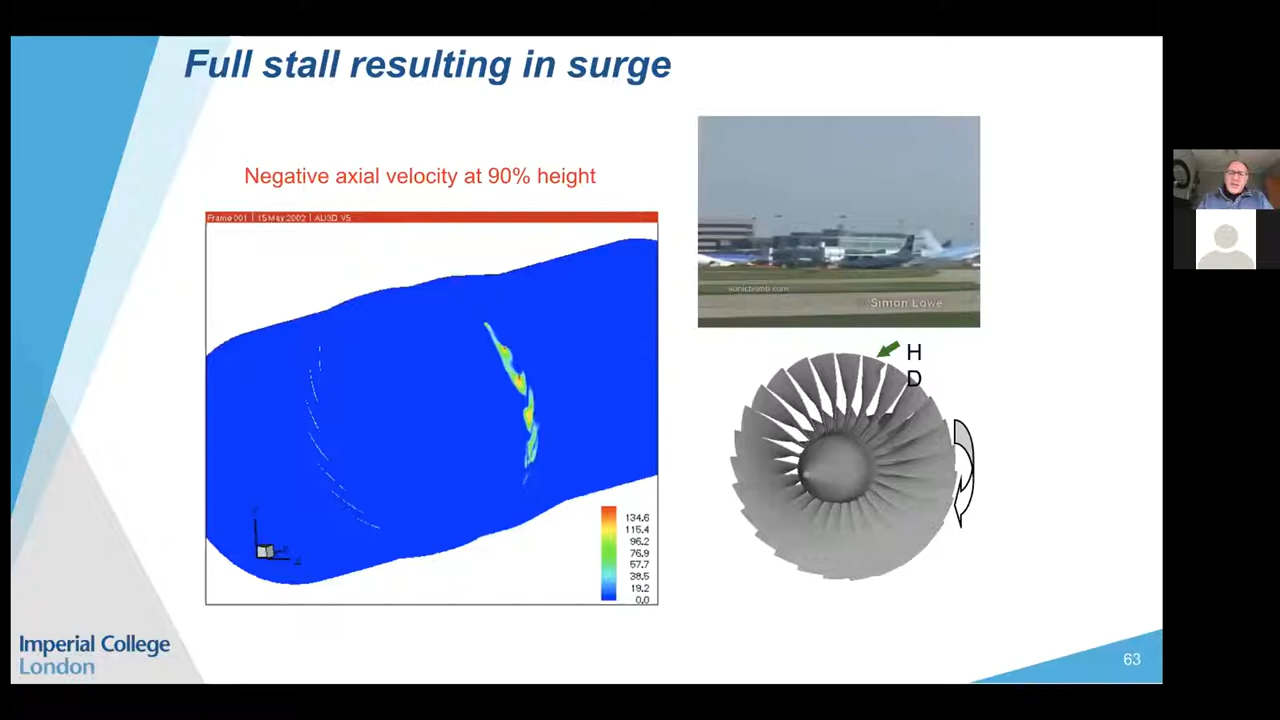 Full stall resulting in surge
Negative axial velocity at 90% height
Frame 001 | 15 May 2002 | AU3D V5
134.6
115.4
96.2
76.9
57.7
38.5
19.2
0.0
sonicbomb.com
Simon Lowe
H
D
Imperial College
London
63